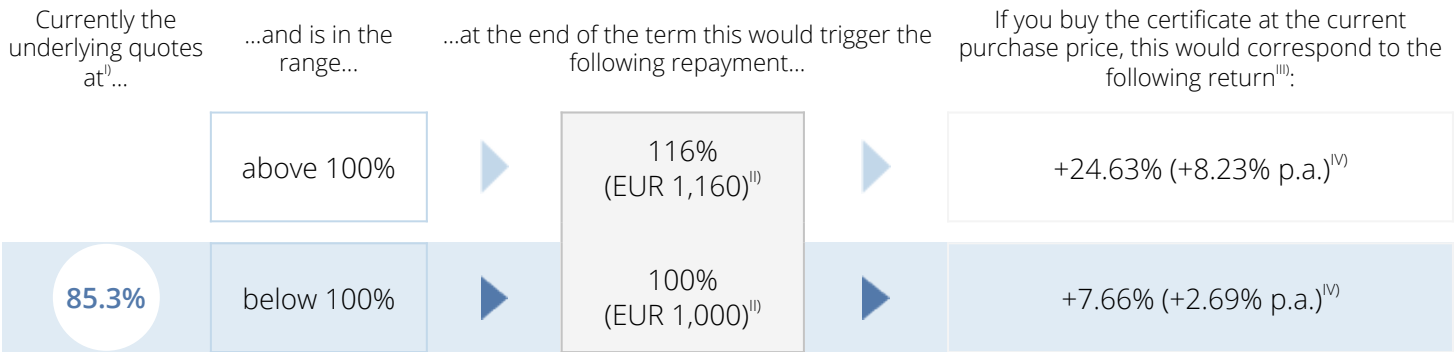 Currently the
underlying quotes
atᴵ⁾...
...and is in the
range...
...at the end of the term this would trigger the
following repayment...
If you buy the certificate at the current
purchase price, this would correspond to the
following returnᴵᴵᴵ⁾:
above 100%
116%
(EUR 1,160)ᴵᴵ⁾
+24.63% (+8.23% p.a.)ᴵⱽ⁾
85.3%
below 100%
100%
(EUR 1,000)ᴵᴵ⁾
+7.66% (+2.69% p.a.)ᴵⱽ⁾